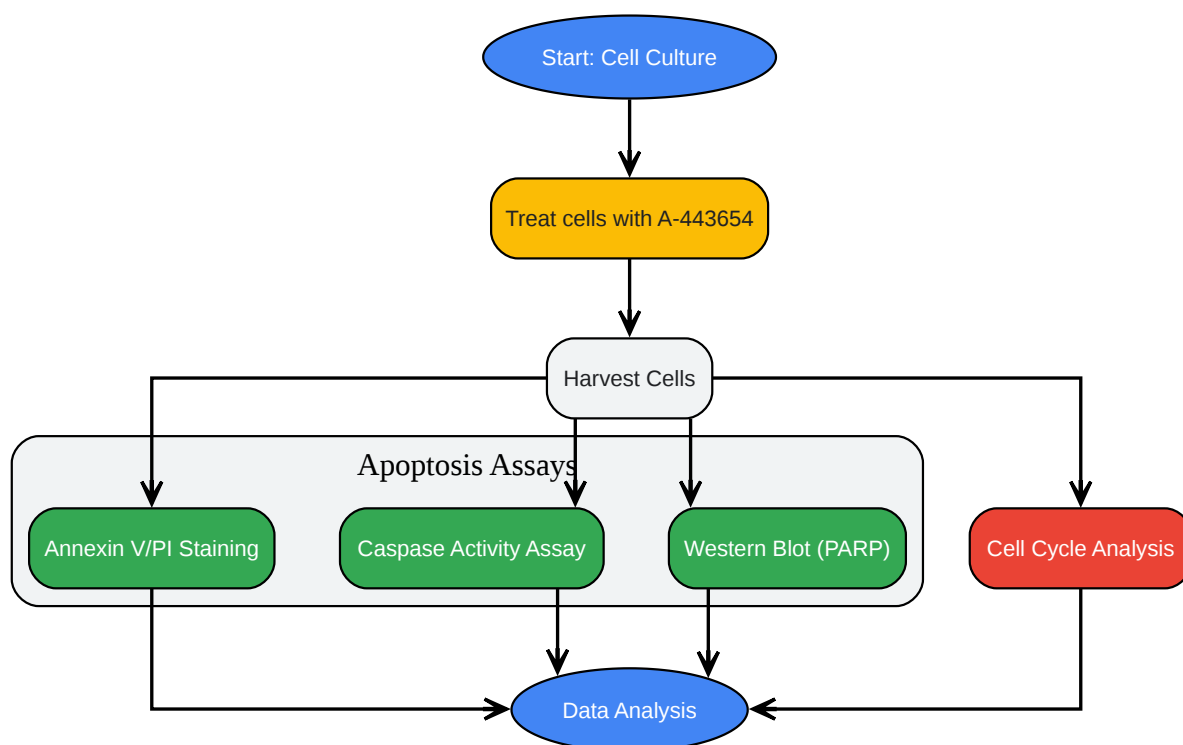 Start: Cell Culture
Treat cells with A-443654
Harvest Cells
Apoptosis Assays
Annexin V/PI Staining
Caspase Activity Assay
Western Blot (PARP)
Cell Cycle Analysis
Data Analysis